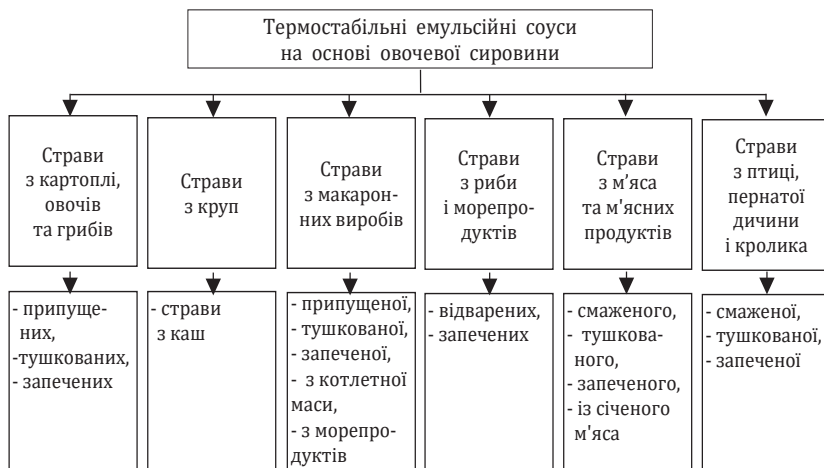 Термостабільні емульсійні соуси
на основі овочевої сировини
Страви
з картоплі,
овочів
та грибів
Страви
з круп
Страви
з макарон-
них виробів
Страви
з риби
і морепро-
дуктів
Страви
з м’яса
та м'ясних
продуктів
Страви
з птиці,
пернатої
дичини
і кролика
- припуще-
них,
-тушкованих,
- запечених
- страви
з каш
- припущеної,
- тушкованої,
- запеченої,
- з котлетної
маси,
- з морепро-
дуктів
- відварених,
- запечених
- смаженого,
- тушкова-
ного,
- запеченого,
- із січеного
м'яса
- смаженої,
- тушкованої,
- запеченої